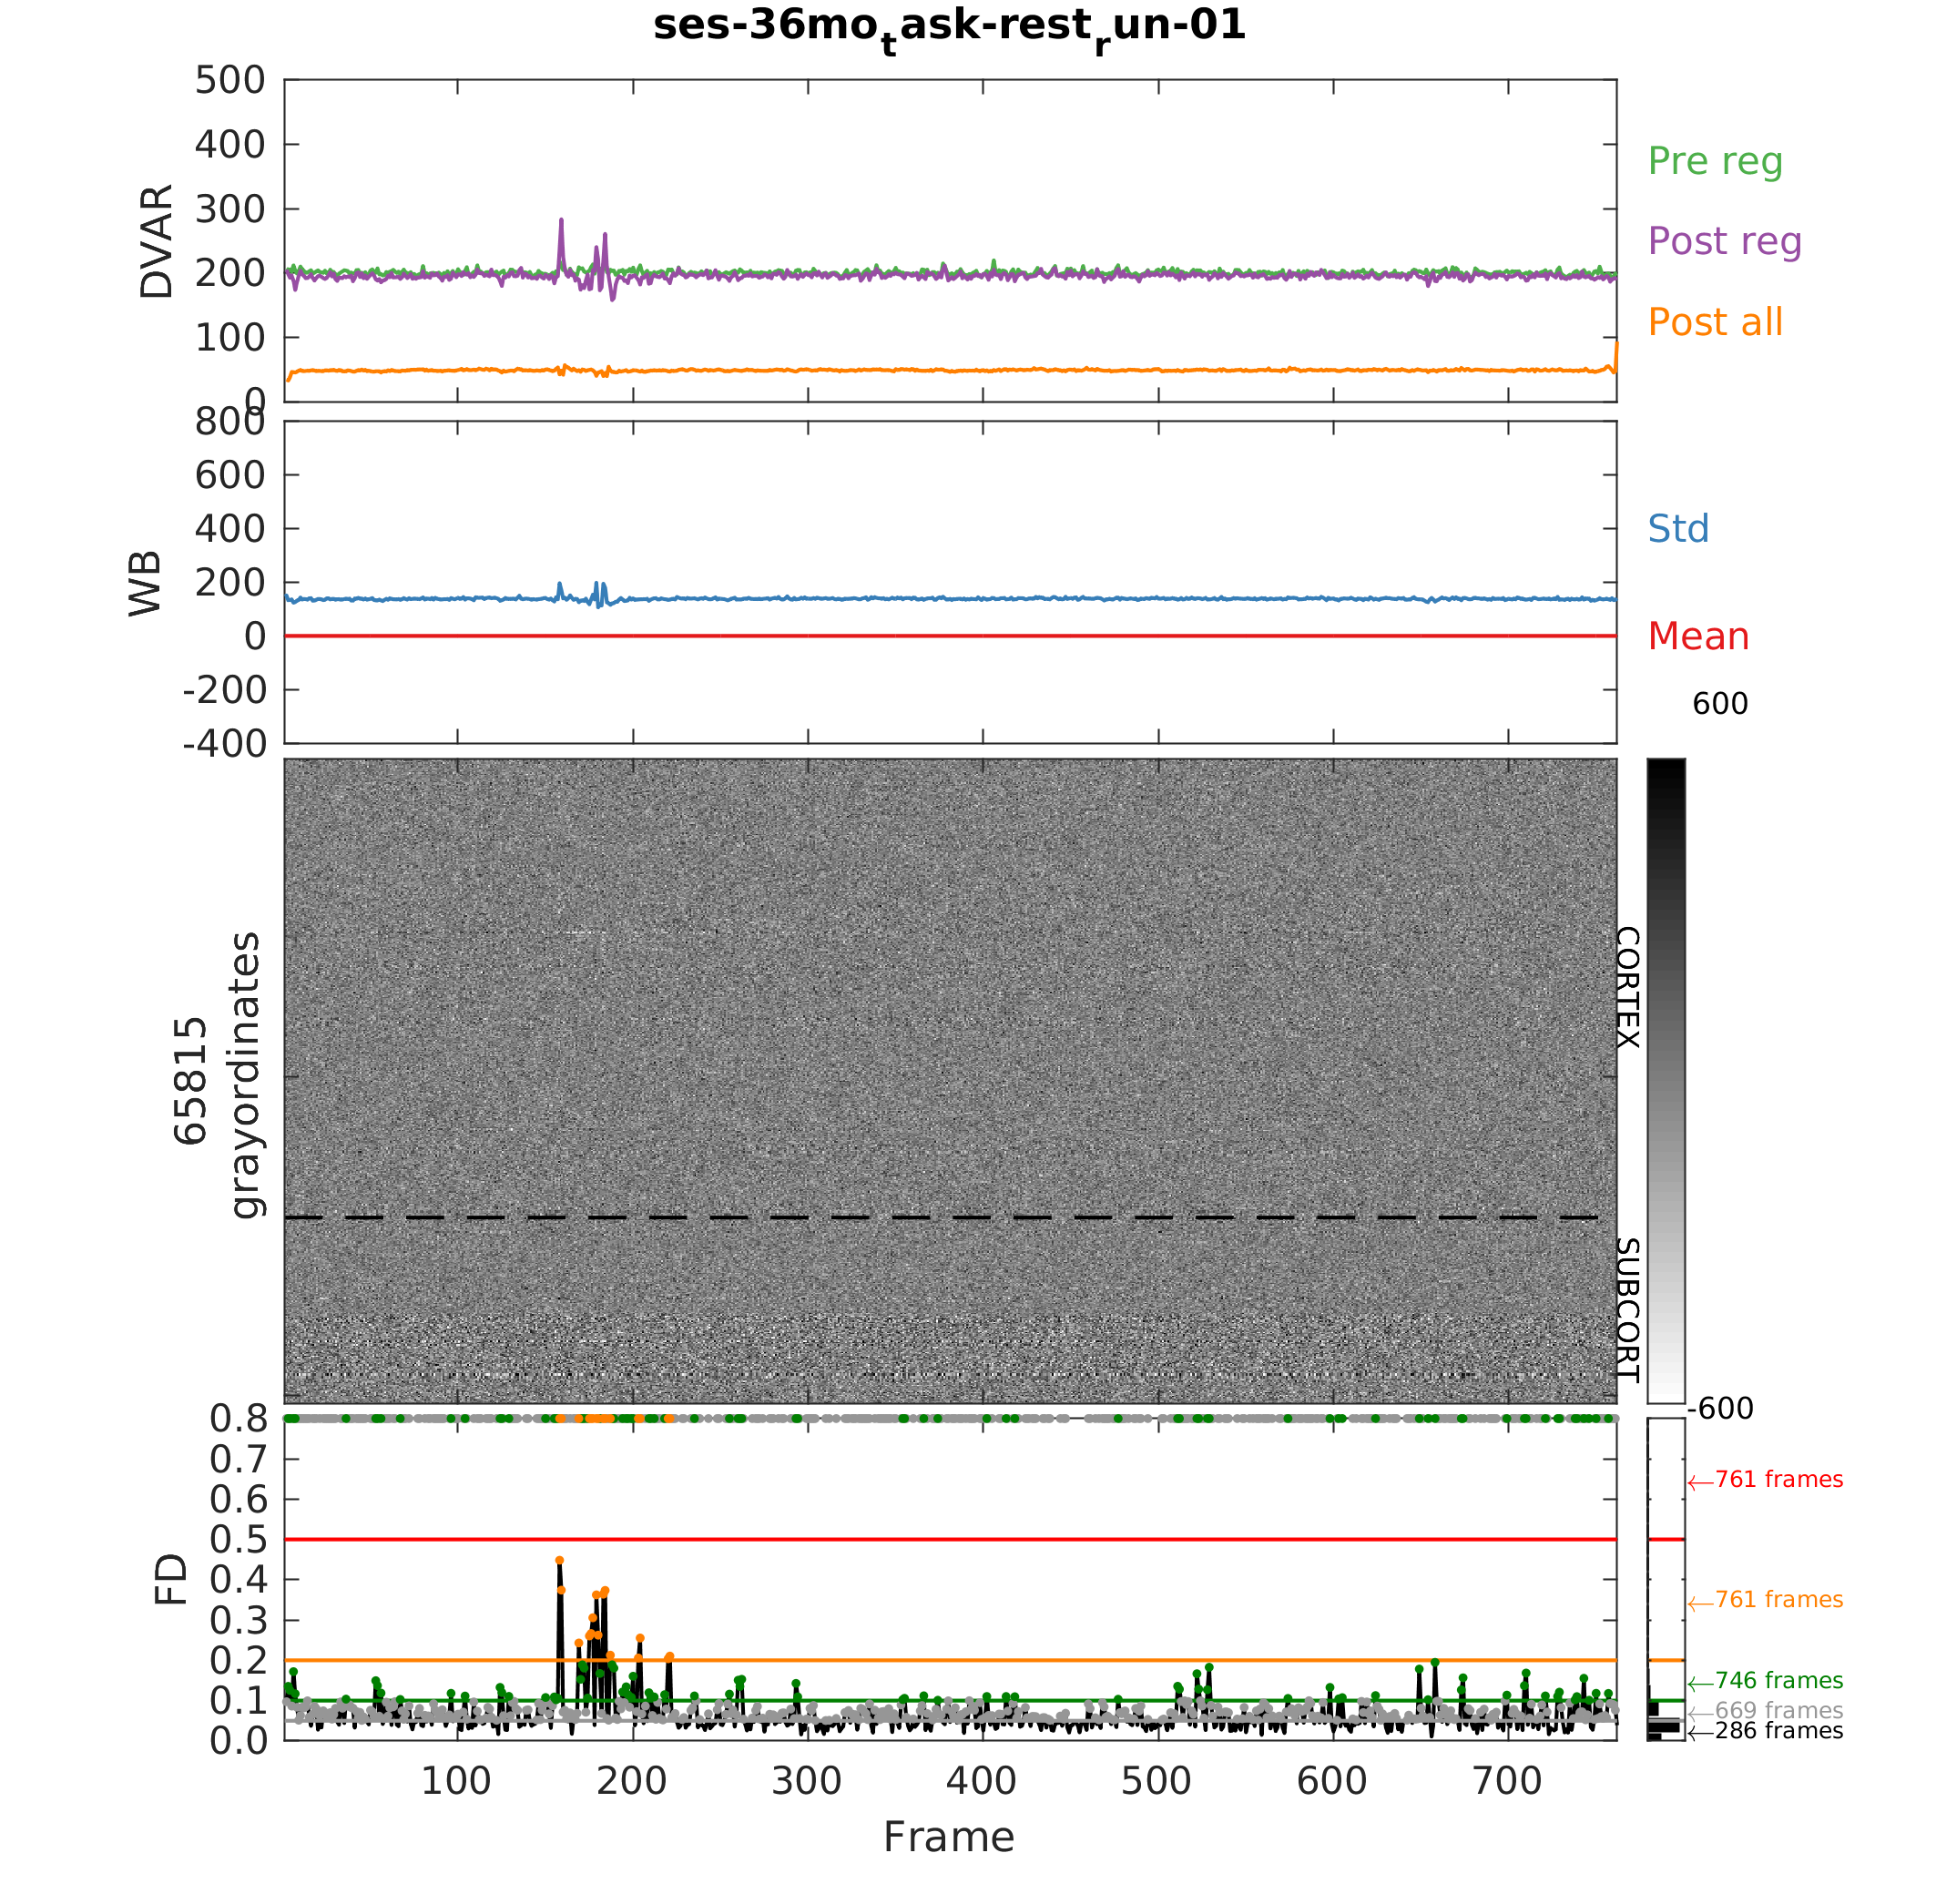 ses-36mo_task-rest_run-01
500
400
300
200
100
0
DVAR
Pre reg
Post reg
Post all
800
600
400
200
0
-200
-400
WB
Std
Mean
600
65815
grayordinates
CORTEX
SUBCORT
-600
0.8
0.7
0.6
0.5
0.4
0.3
0.2
0.1
0.0
FD
←761 frames
←761 frames
←746 frames
←669 frames
←286 frames
100 200 300 400 500 600 700
Frame